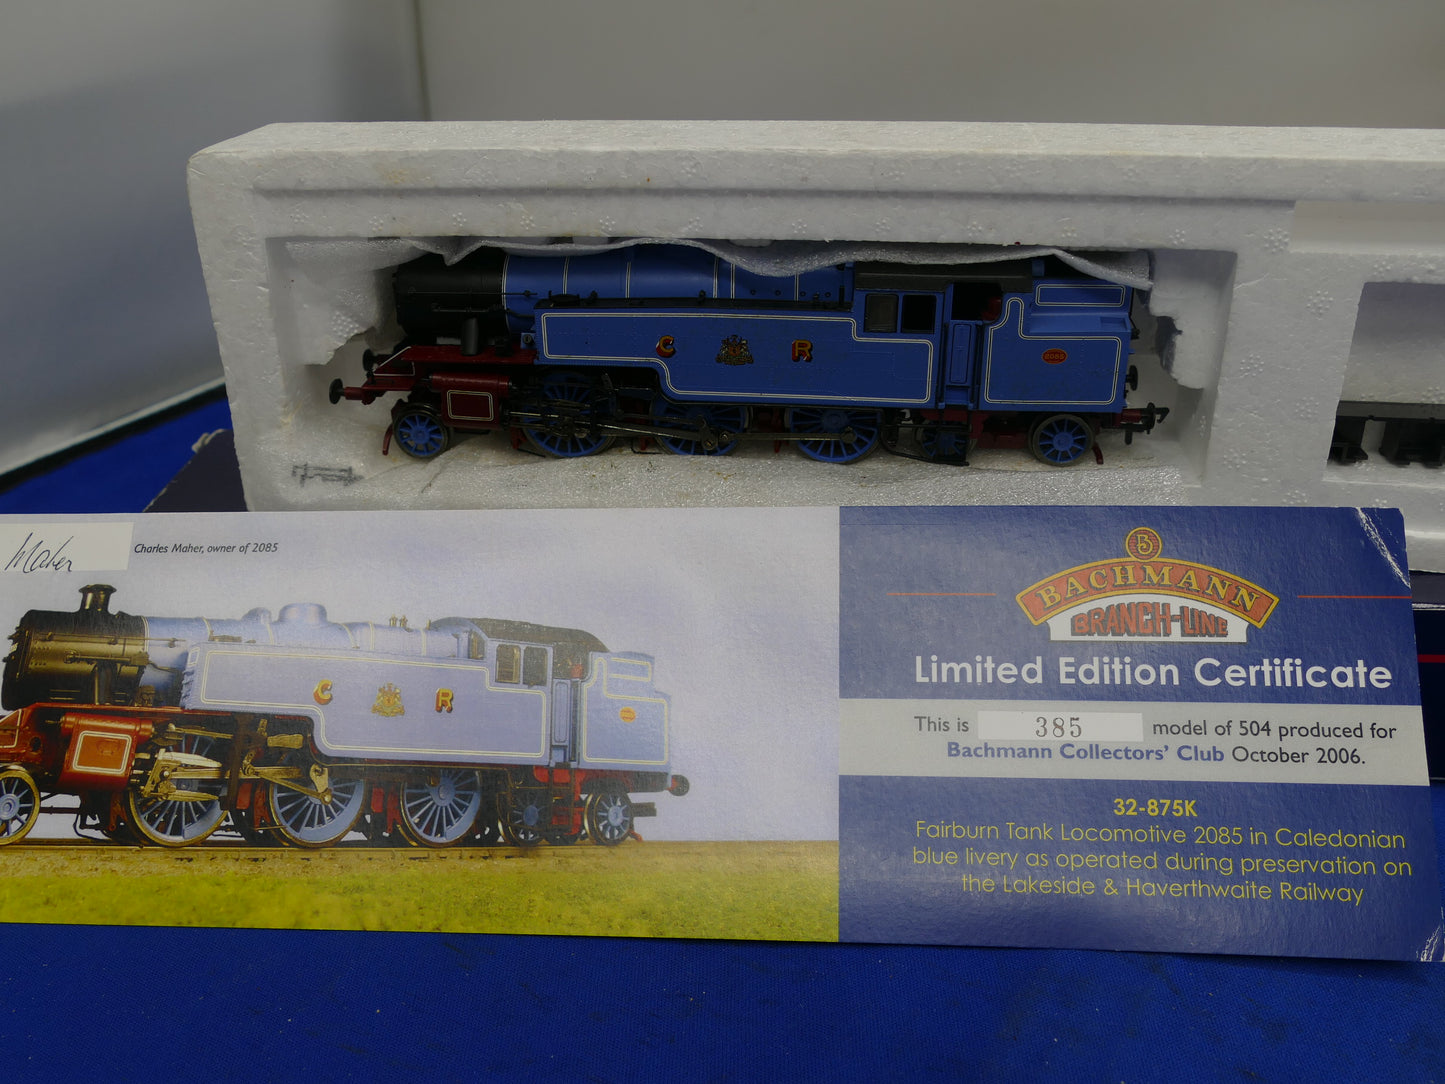 C R
2085
Maher
Charles Maher, owner of 2085
C R
B
BACHMANN
BRANCH-LINE
Limited Edition Certificate
This is 385 model of 504 produced for
Bachmann Collectors' Club October 2006.
32-875K
Fairburn Tank Locomotive 2085 in Caledonian
blue livery as operated during preservation on
the Lakeside & Haverthwaite Railway